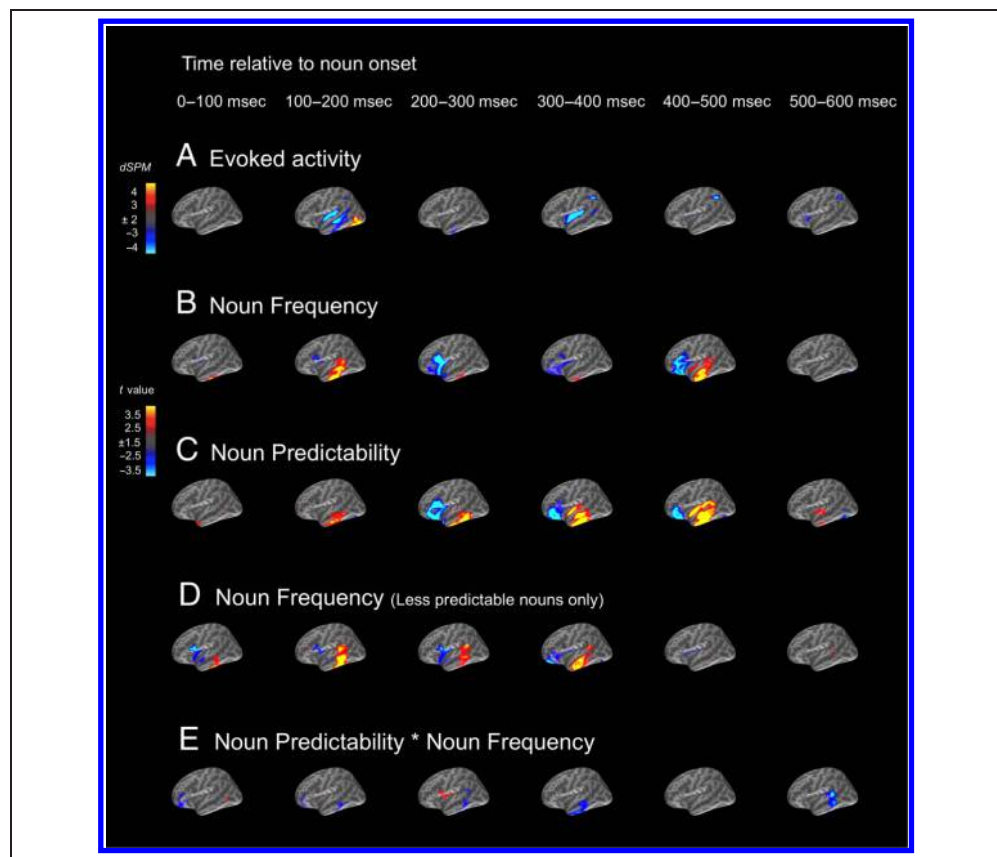 Time relative to noun onset
0–100 msec 100–200 msec 200–300 msec 300–400 msec 400–500 msec 500–600 msec
A Evoked activity
dSPM
4
3
± 2
−3
−4
B Noun Frequency
t value
3.5
2.5
±1.5
−2.5
−3.5
C Noun Predictability
D Noun Frequency (Less predictable nouns only)
E Noun Predictability * Noun Frequency